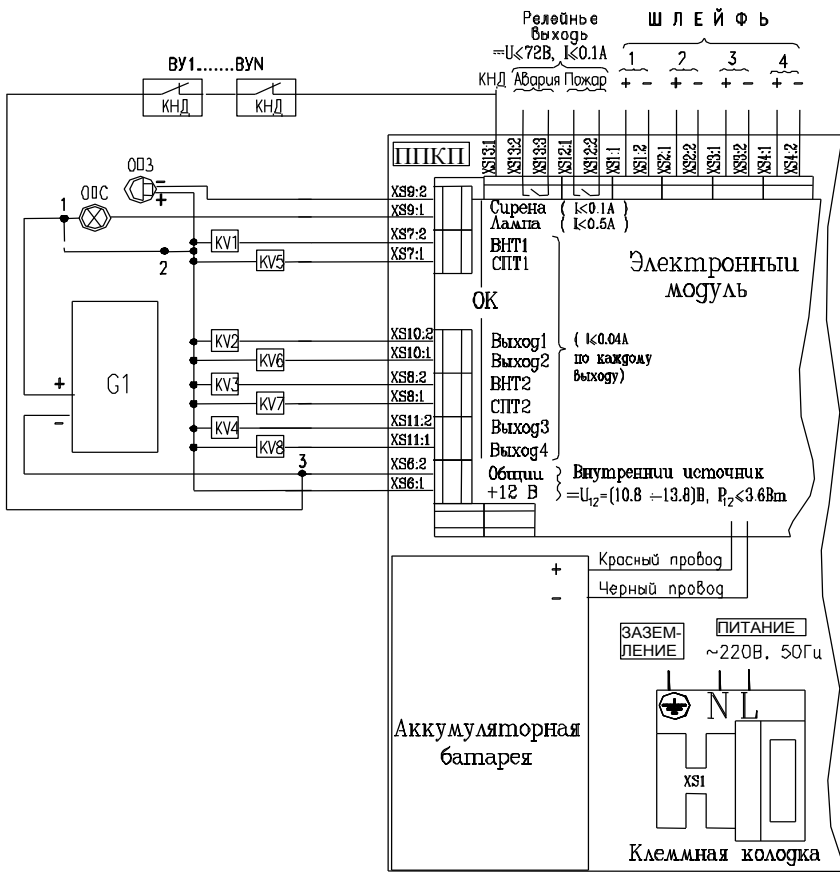 Релейные
выходь
=U≤72В, I≤0.1А
ШЛЕЙФЬ
1 2 3 4
КНД Авария Пожар + − + − + − + −
ВУ1.......ВУN
КНД КНД
ППКП
XS13:1 XS13:2 XS13:3 XS12:1 XS12:2 XS1:1 XS1:2 XS2:1 XS2:2 XS3:1 XS3:2 XS4:1 XS4:2
ОПЗ
− +
ОПС
1
2
XS9:2 Сирена ( I≤0.1А )
XS9:1 Лампа ( I≤0.5А )
KV1 XS7:2 ВНТ1
KV5 XS7:1 СПТ1
Электронный
модуль
ОК
G1
+
−
KV2 XS10:2 Выход1
KV6 XS10:1 Выход2
KV3 XS8:2 ВНТ2
KV7 XS8:1 СПТ2
KV4 XS11:2 Выход3
KV8 XS11:1 Выход4
( I≤0.04А
по каждому
выходу)
3
XS6:2 Общий Внутренний источник
XS6:1 +12 В =U12=(10.8 ÷13.8)В, P12≤3.6Вт
+ Красный провод
− Черный провод
ЗАЗЕМ-
ЛЕНИЕ
ПИТАНИЕ
~220В, 50Гц
N L
Аккумуляторная
батарея
XS1
Клеммная колодка